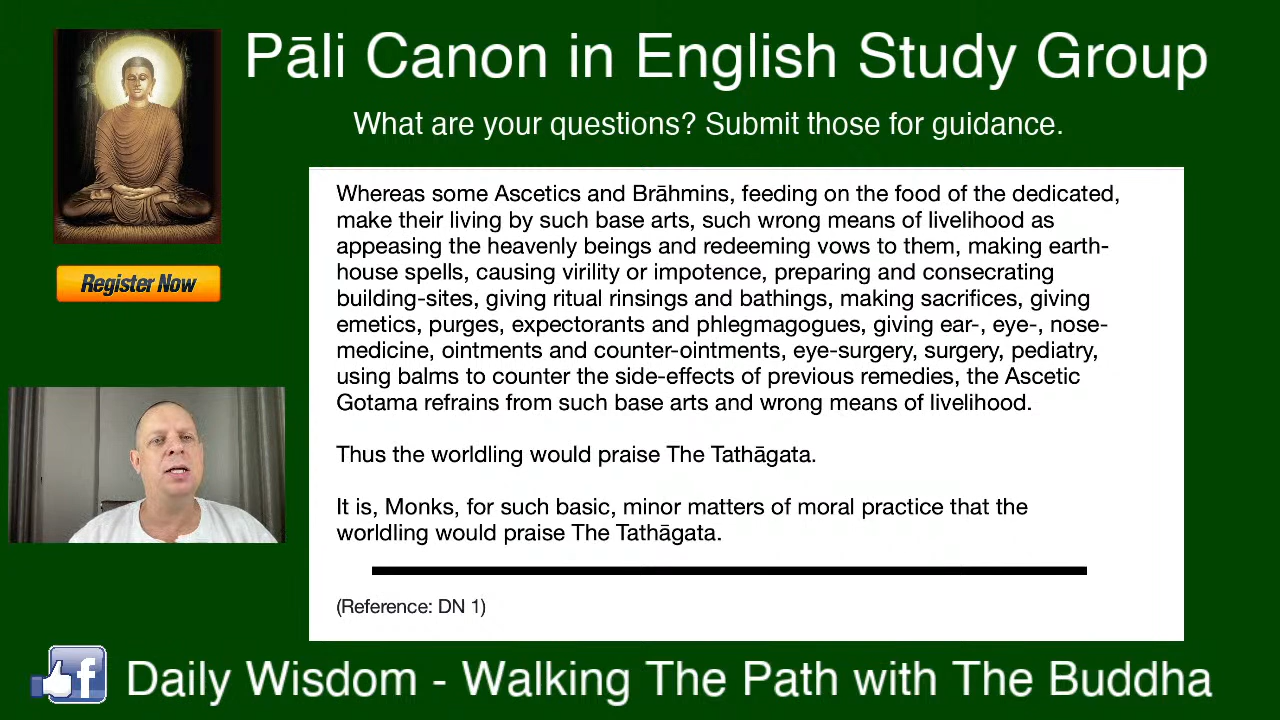 Pāli Canon in English Study Group
What are your questions? Submit those for guidance.
Register Now
Whereas some Ascetics and Brāhmins, feeding on the food of the dedicated,
make their living by such base arts, such wrong means of livelihood as
appeasing the heavenly beings and redeeming vows to them, making earth-
house spells, causing virility or impotence, preparing and consecrating
building-sites, giving ritual rinsings and bathings, making sacrifices, giving
emetics, purges, expectorants and phlegmagogues, giving ear-, eye-, nose-
medicine, ointments and counter-ointments, eye-surgery, surgery, pediatry,
using balms to counter the side-effects of previous remedies, the Ascetic
Gotama refrains from such base arts and wrong means of livelihood.
Thus the worldling would praise The Tathāgata.
It is, Monks, for such basic, minor matters of moral practice that the
worldling would praise The Tathāgata.
(Reference: DN 1)
f
Daily Wisdom - Walking The Path with The Buddha